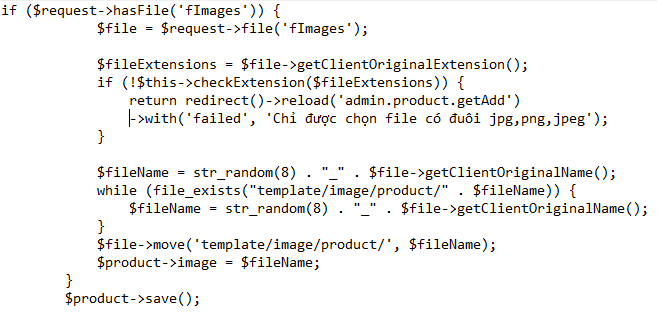 if ($request->hasFile('fImages')) {
$file = $request->file('fImages');
$fileExtensions = $file->getClientOriginalExtension();
if (!$this->checkExtension($fileExtensions)) {
return redirect()->reload('admin.product.getAdd')
->with('failed', 'Chỉ được chọn file có đuôi jpg,png,jpeg');
}
$fileName = str_random(8) . "_" . $file->getClientOriginalName();
while (file_exists("template/image/product/" . $fileName)) {
$fileName = str_random(8) . "_" . $file->getClientOriginalName();
}
$file->move('template/image/product/', $fileName);
$product->image = $fileName;
}
$product->save();